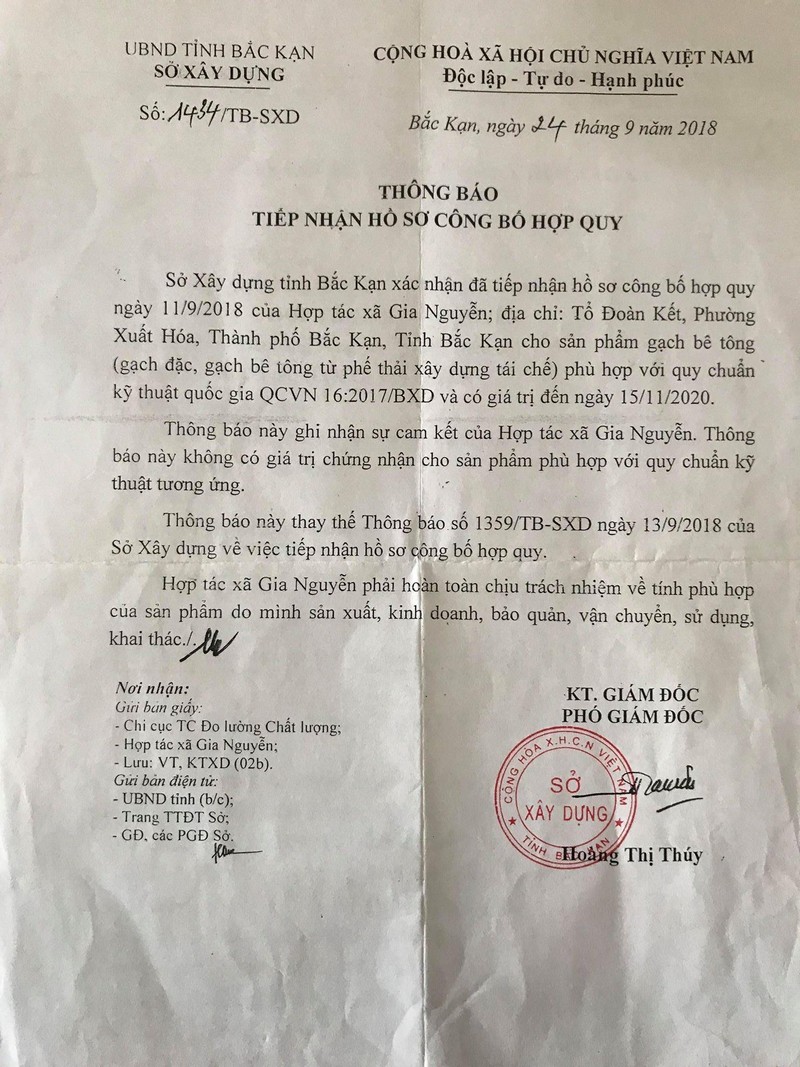 UBND TỈNH BẮC KẠN
SỞ XÂY DỰNG
CỘNG HOÀ XÃ HỘI CHỦ NGHĨA VIỆT NAM
Độc lập - Tự do - Hạnh phúc
Số: 1434/TB-SXD
Bắc Kạn, ngày 24 tháng 9 năm 2018
THÔNG BÁO
TIẾP NHẬN HỒ SƠ CÔNG BỐ HỢP QUY
Sở Xây dựng tỉnh Bắc Kạn xác nhận đã tiếp nhận hồ sơ công bố hợp quy
ngày 11/9/2018 của Hợp tác xã Gia Nguyễn; địa chỉ: Tổ Đoàn Kết, Phường
Xuất Hóa, Thành phố Bắc Kạn, Tỉnh Bắc Kạn cho sản phẩm gạch bê tông
(gạch đặc, gạch bê tông từ phế thải xây dựng tái chế) phù hợp với quy chuẩn
kỹ thuật quốc gia QCVN 16:2017/BXD và có giá trị đến ngày 15/11/2020.
Thông báo này ghi nhận sự cam kết của Hợp tác xã Gia Nguyễn. Thông
báo này không có giá trị chứng nhận cho sản phẩm phù hợp với quy chuẩn kỹ
thuật tương ứng.
Thông báo này thay thế Thông báo số 1359/TB-SXD ngày 13/9/2018 của
Sở Xây dựng về việc tiếp nhận hồ sơ công bố hợp quy.
Hợp tác xã Gia Nguyễn phải hoàn toàn chịu trách nhiệm về tính phù hợp
của sản phẩm do mình sản xuất, kinh doanh, bảo quản, vận chuyển, sử dụng,
khai thác./.
Nơi nhận:
Gửi bản giấy:
- Chi cục TC Đo lường Chất lượng;
- Hợp tác xã Gia Nguyễn;
- Lưu: VT, KTXD (02b).
Gửi bản điện tử:
- UBND tỉnh (b/c);
- Trang TTĐT Sở;
- GĐ, các PGĐ Sở.
KT. GIÁM ĐỐC
PHÓ GIÁM ĐỐC
CỘNG HÒA X.H.C.N VIỆT NAM
SỞ
XÂY DỰNG
TỈNH BẮC KẠN
Hoàng Thị Thúy